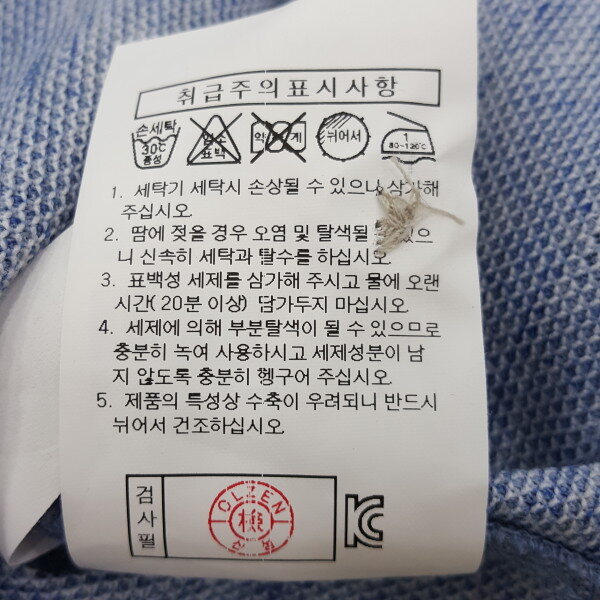 취급주의표시사항
손세탁 30℃ 중성
염소 표백
뉘어서
1 80~120℃
1. 세탁기 세탁시 손상될 수 있으니 삼가해
주십시오.
2. 땀에 젖을 경우 오염 및 탈색될 있으
니 신속히 세탁과 탈수를 하십시오
3. 표백성 세제를 삼가해 주시고 물에 오랜
시간( 20분 이상) 담가두지 마십시오.
4. 세제에 의해 부분탈색이 될 수 있으므로
충분히 녹여 사용하시고 세제성분이 남
지 않도록 충분히 헹구어 주십시오.
5. 제품의 특성상 수축이 우려되니 반드시
뉘어서 건조하십시오.
검사필
OLZEN
檢